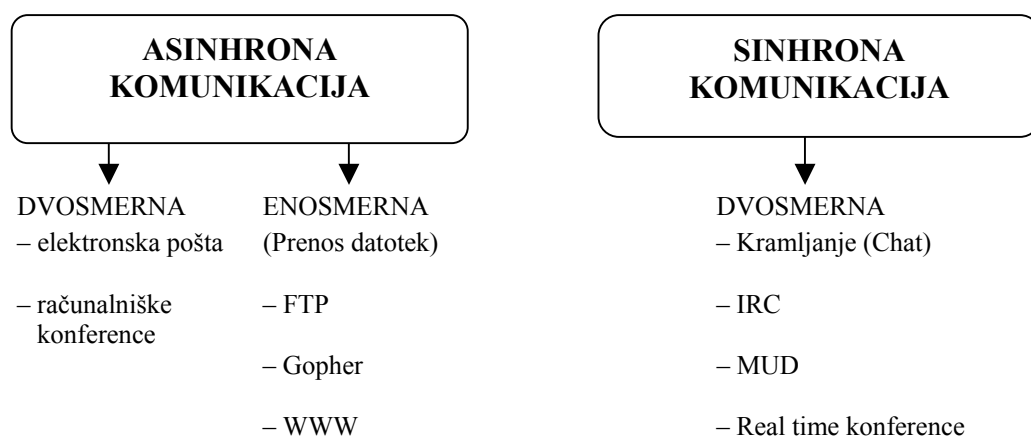 ASINHRONA
KOMUNIKACIJA
DVOSMERNA
– elektronska pošta
– računalniške
konference
ENOSMERNA
(Prenos datotek)
– FTP
– Gopher
– WWW
SINHRONA
KOMUNIKACIJA
DVOSMERNA
– Kramljanje (Chat)
– IRC
– MUD
– Real time konference